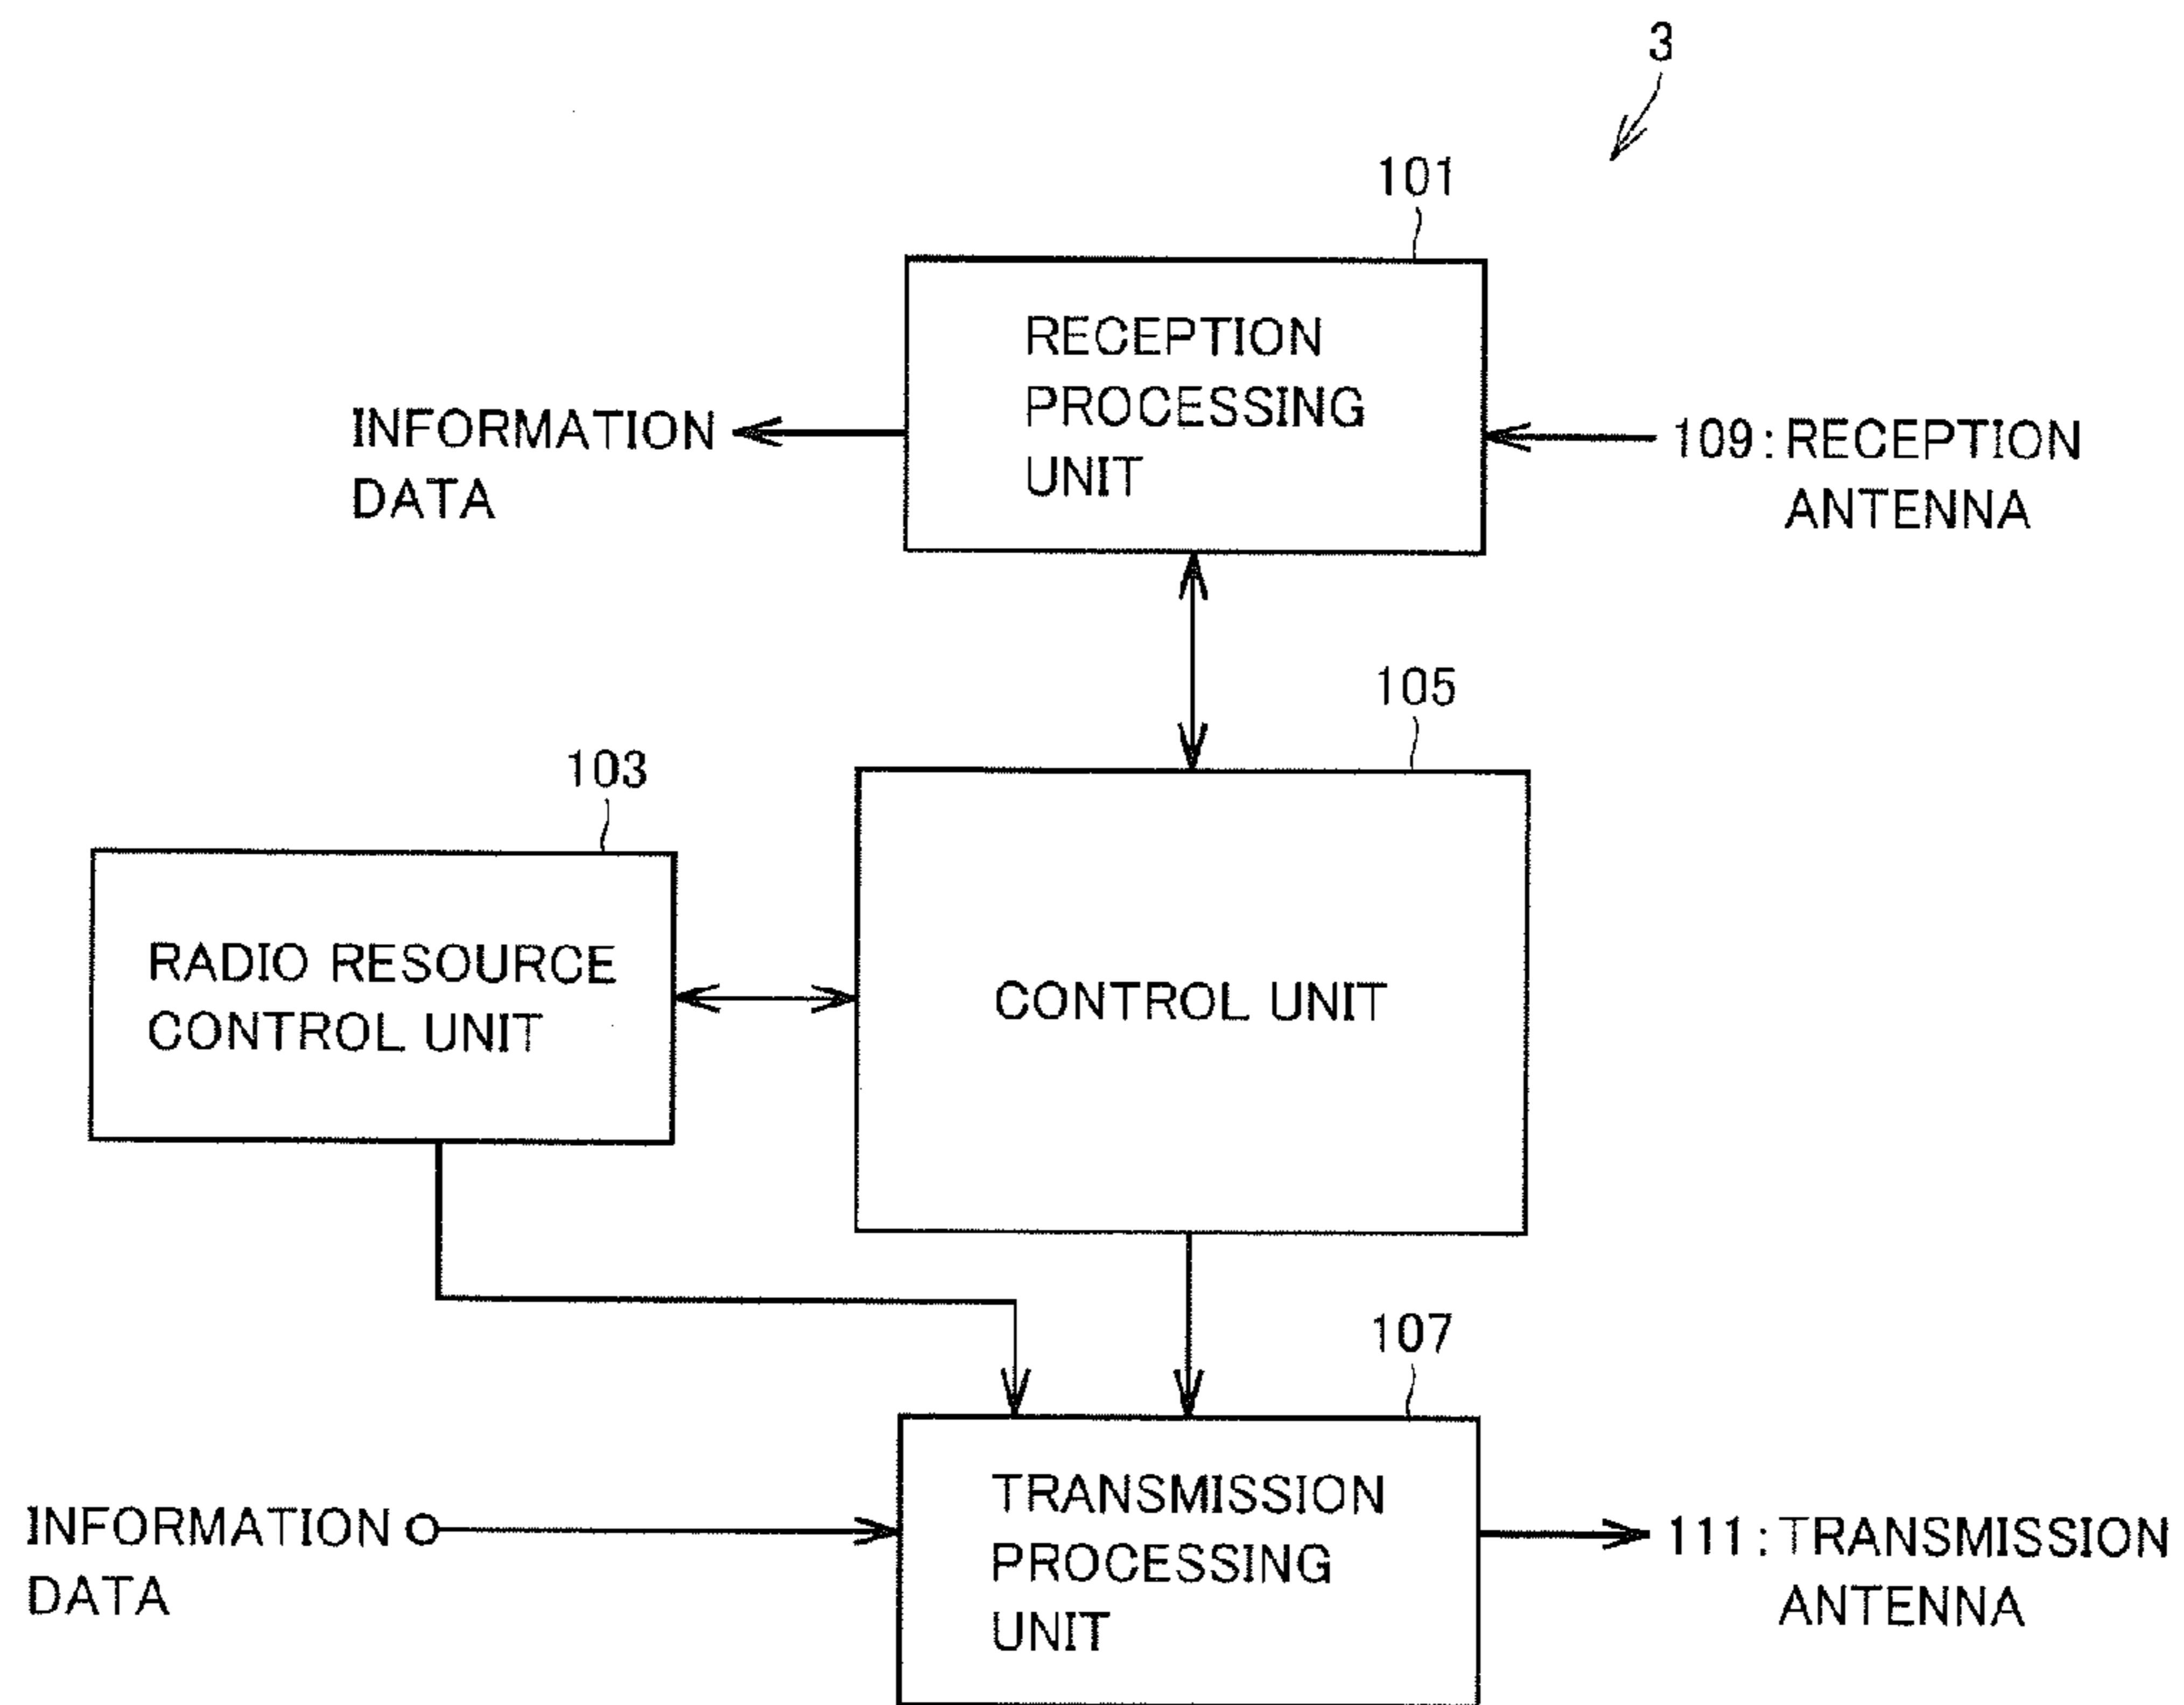 3
101
RECEPTION
PROCESSING
UNIT
INFORMATION
DATA
109:RECEPTION
ANTENNA
105
CONTROL UNIT
103
RADIO RESOURCE
CONTROL UNIT
107
TRANSMISSION
PROCESSING
UNIT
INFORMATION
DATA
111:TRANSMISSION
ANTENNA